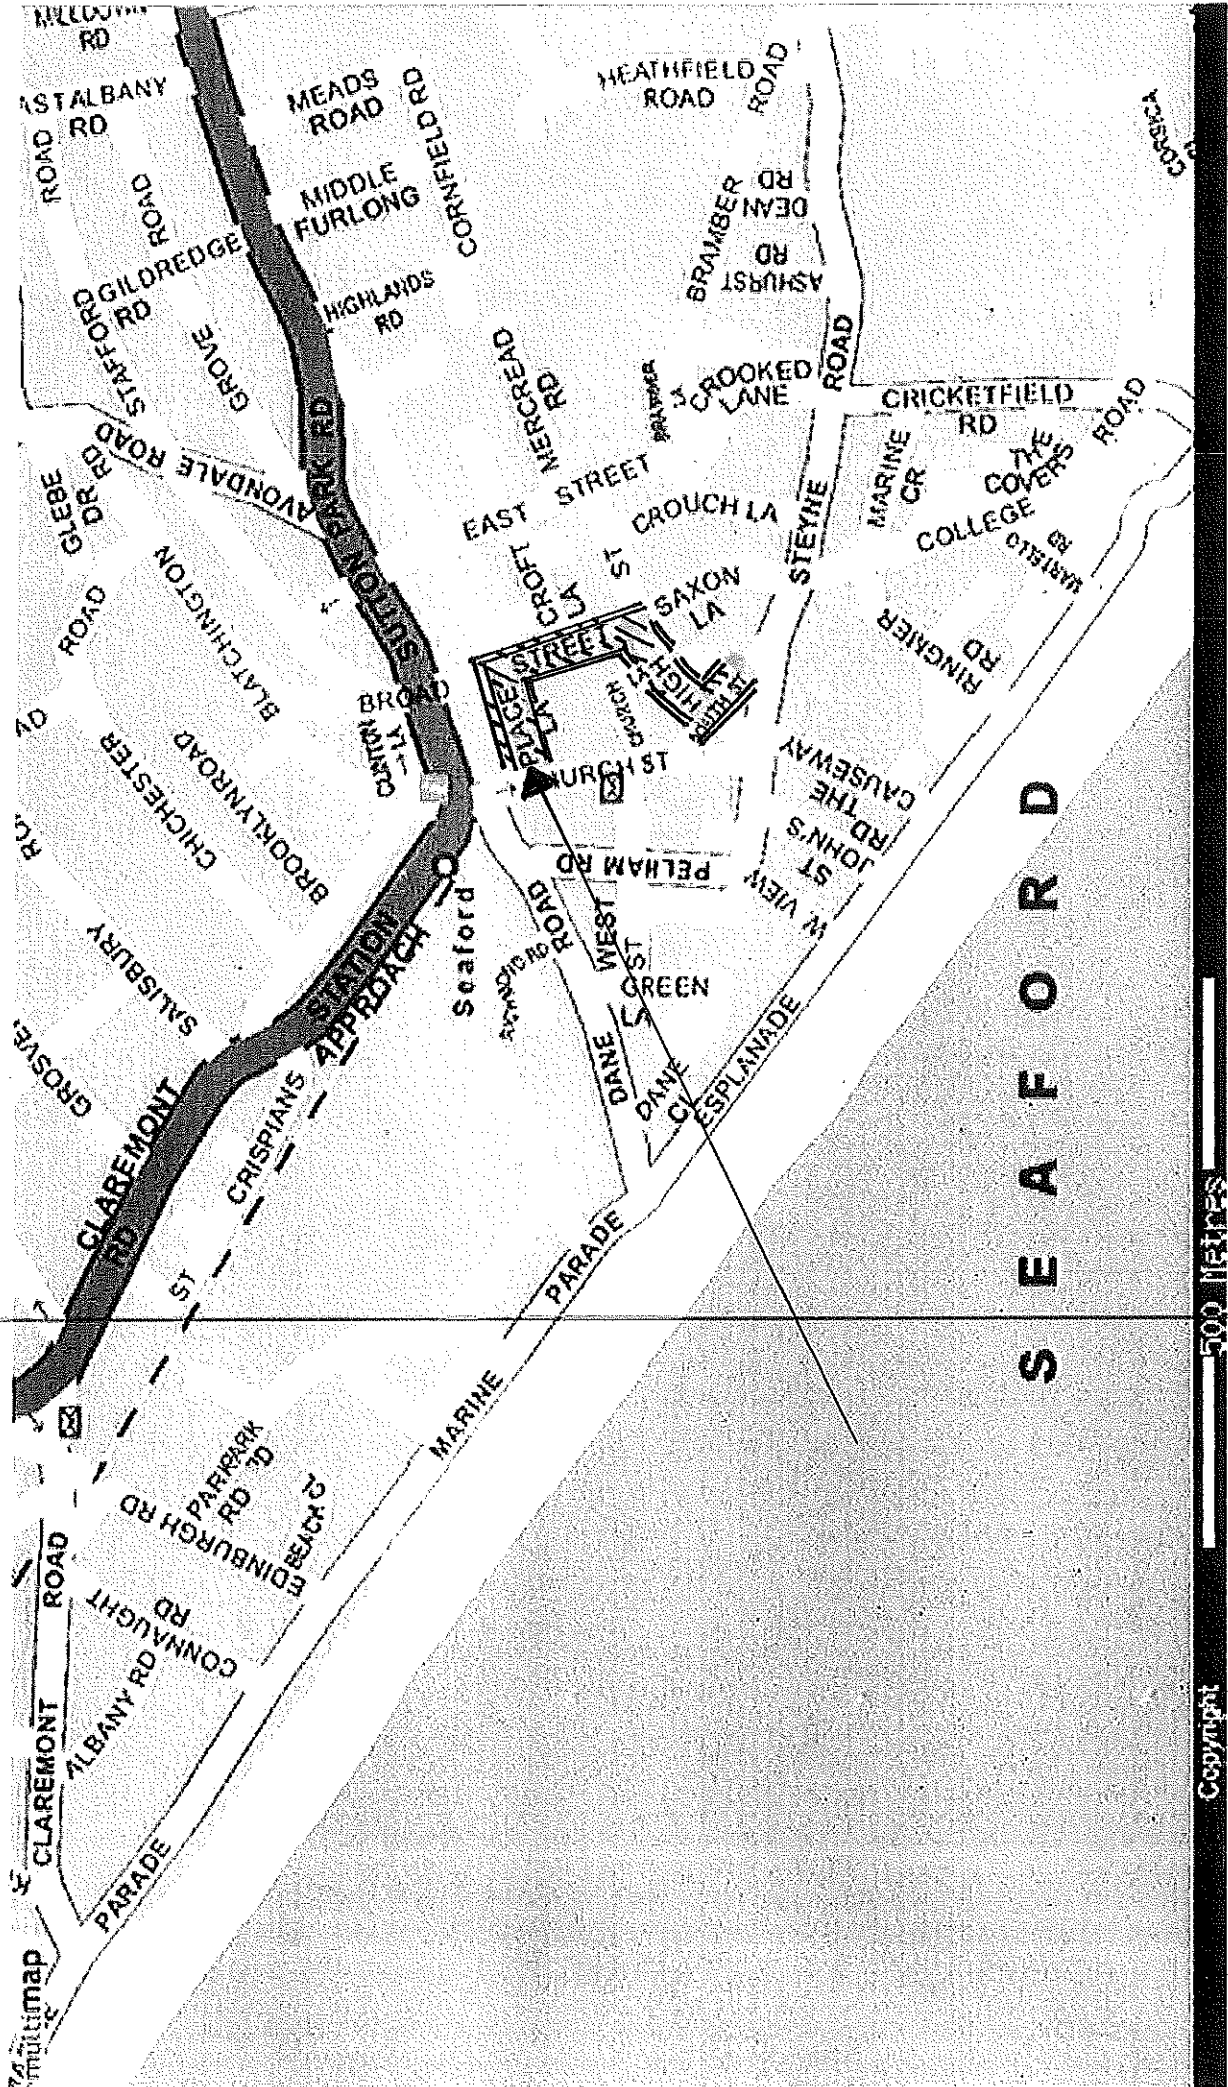 RD
MEADS
ROAD
CORNFIELD RD
HEATHFIELD
ROAD
ROAD
ALBANY
RD
ROAD
ROAD
MIDDLE
FURLONG
BRAMBER
DEAN
RD
ASHURST
RD
GILDREDGE
RD
STAFFORD
GROVE
HIGHLANDS
RD
MERCREAD
RD
CROOKED
LANE
ROAD
CRICKETFIELD
RD
ROAD
MARINE
CR
THE
COVERS
COLLEGE
MARTELLO
RD
AVONDALE ROAD
SUTTON PARK RD
GLEBE
DR
RD
ROAD
BLATCHINGTON
EAST
STREET
CROUCH LA
STEYNE
CROFT
LA
ST
SAXON
LA
STREET
BROAD
CLINTON
LA
PLACE
LA
CHURCH
HIGH
ST
RINGMER
RD
CHICHESTER
BROOKLYN ROAD
CHURCH ST
CAUSEWAY
THE
RD
JOHN'S
ST
W. VIEW
PELHAM RD
SALISBURY
STATION
APPROACH
Seaford
ROAD
WEST
ST
GREEN
DANE
DANE
CL
ESPLANADE
CLAREMONT
RD
CRISPIANS
ST
PARADE
MARINE
PARK
RD
EDINBURGH RD
BEACH CL
CONNAUGHT
RD
ALBANY RD
ROAD
CLAREMONT
PARADE
SEAFORD
multimap
500 metres
Copyright